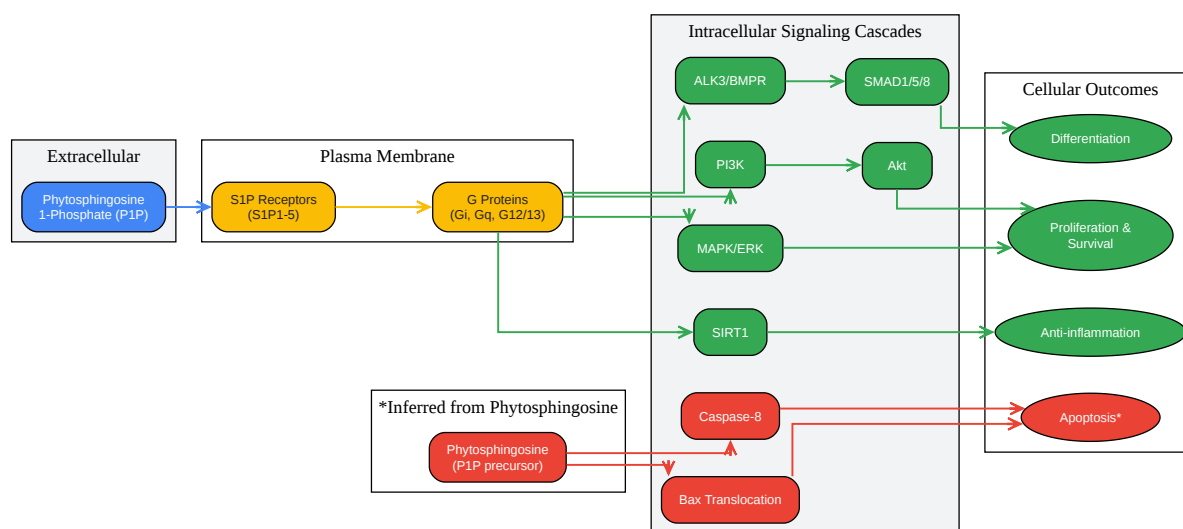 Extracellular
Phytosphingosine
1-Phosphate (P1P)
Plasma Membrane
S1P Receptors
(S1P1-5)
G Proteins
(Gi, Gq, G12/13)
Intracellular Signaling Cascades
ALK3/BMPR
SMAD1/5/8
PI3K
Akt
MAPK/ERK
SIRT1
Caspase-8
Bax Translocation
*Inferred from Phytosphingosine
Phytosphingosine
(P1P precursor)
Cellular Outcomes
Differentiation
Proliferation &
Survival
Anti-inflammation
Apoptosis*